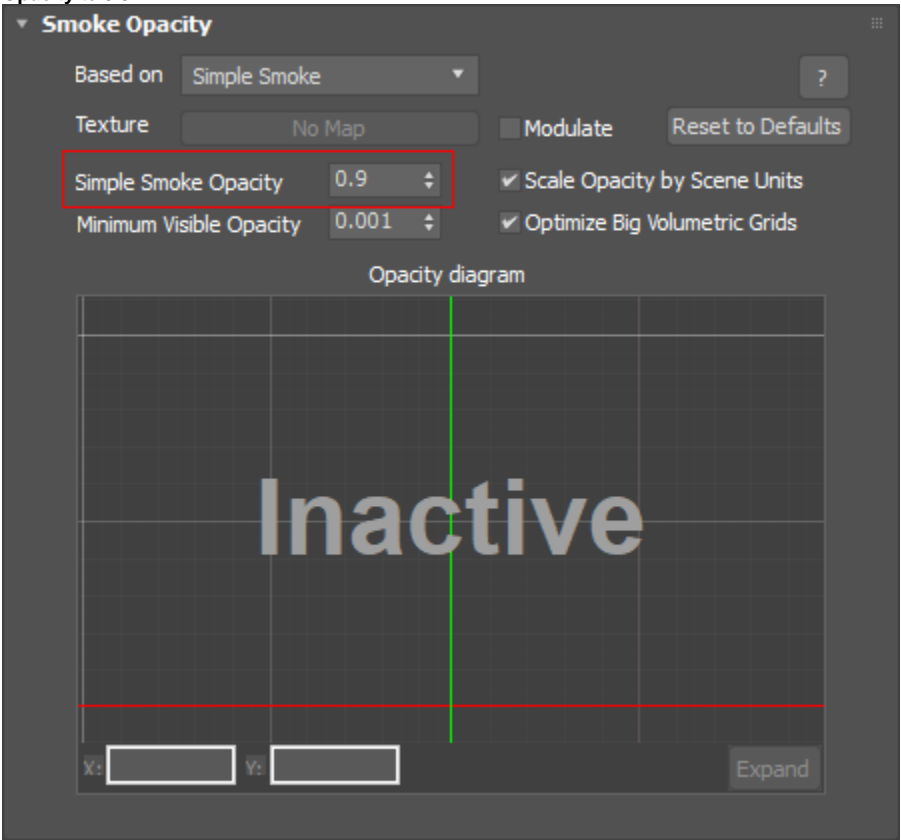 Smoke Opacity
Based on Simple Smoke ?
Texture No Map Modulate Reset to Defaults
Simple Smoke Opacity 0.9 Scale Opacity by Scene Units
Minimum Visible Opacity 0.001 Optimize Big Volumetric Grids
Opacity diagram
Inactive
X: Y: Expand